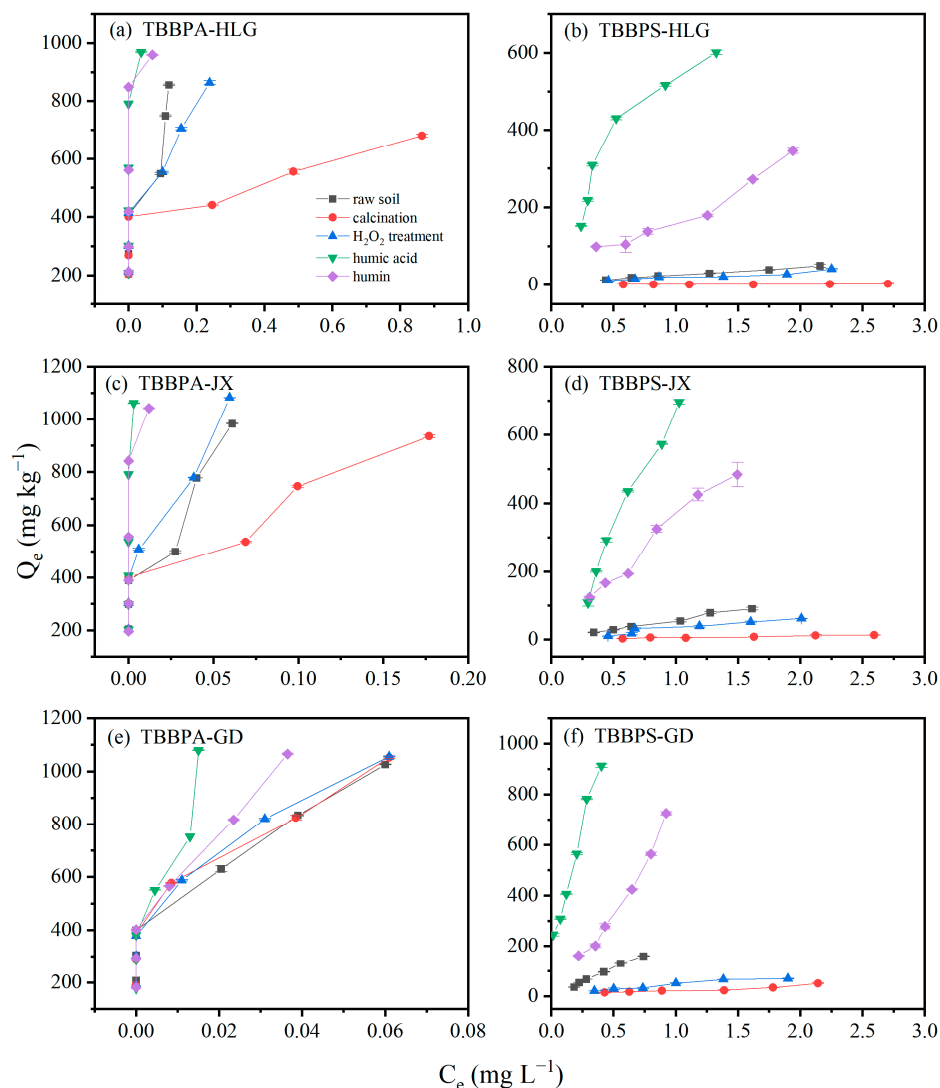 (a) TBBPA-HLG
1000
800
600
400
200
0.0 0.2 0.4 0.6 0.8 1.0
raw soil
calcination
H₂O₂ treatment
humic acid
humin
(b) TBBPS-HLG
600
400
200
0
0.0 0.5 1.0 1.5 2.0 2.5 3.0
(c) TBBPA-JX
1200
1000
800
600
400
200
0.00 0.05 0.10 0.15 0.20
(d) TBBPS-JX
800
600
400
200
0
0.0 0.5 1.0 1.5 2.0 2.5 3.0
Qₑ (mg kg⁻¹)
(e) TBBPA-GD
1200
1000
800
600
400
200
0.00 0.02 0.04 0.06 0.08
(f) TBBPS-GD
1000
800
600
400
200
0
0.0 0.5 1.0 1.5 2.0 2.5 3.0
Cₑ (mg L⁻¹)